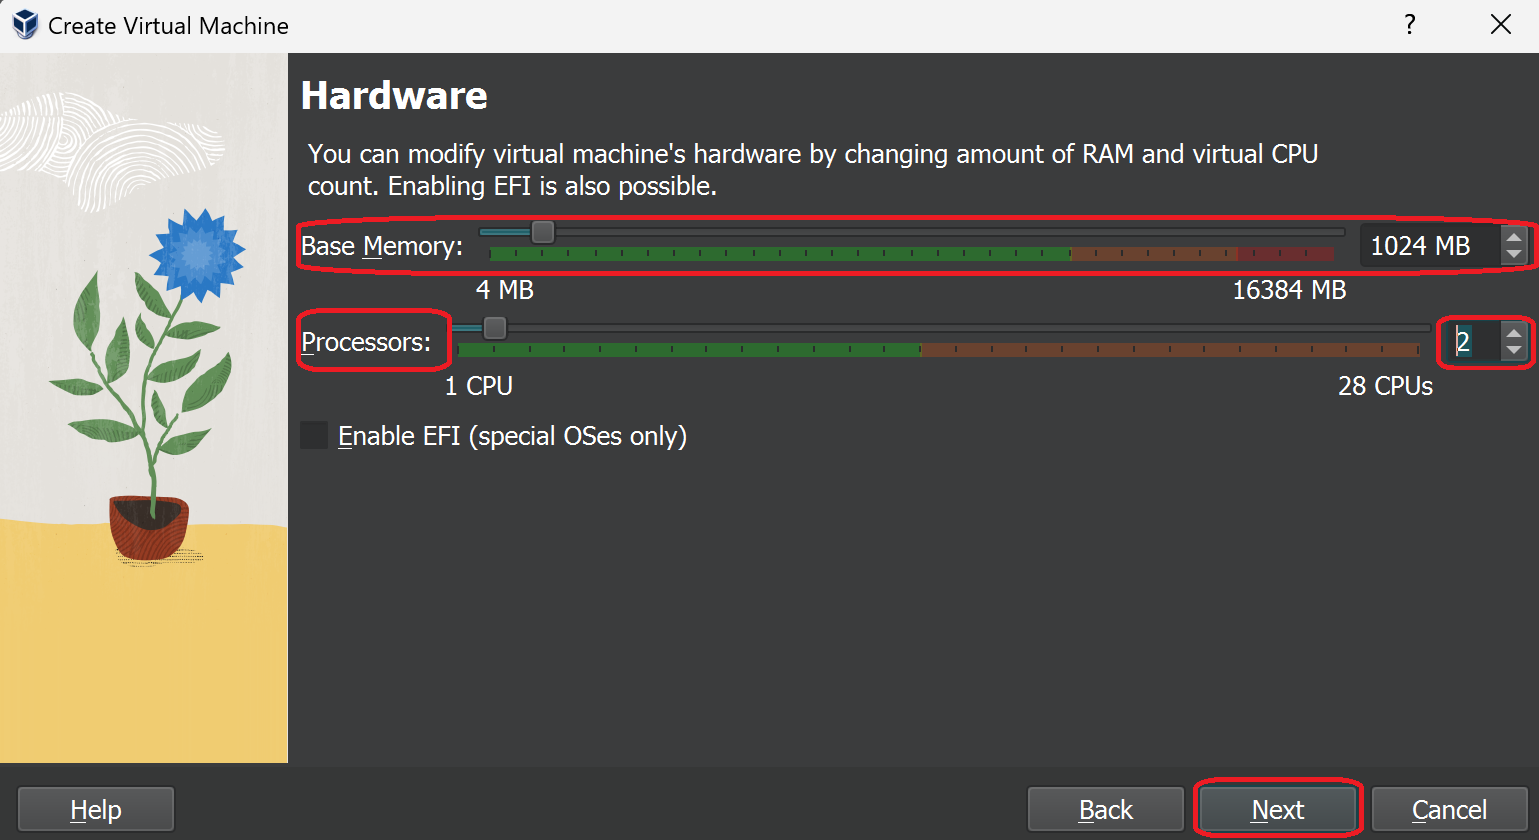 Create Virtual Machine
?
Hardware
You can modify virtual machine's hardware by changing amount of RAM and virtual CPU
count. Enabling EFI is also possible.
Base Memory: 1024 MB
4 MB 16384 MB
Processors: 2
1 CPU 28 CPUs
Enable EFI (special OSes only)
Help Back Next Cancel